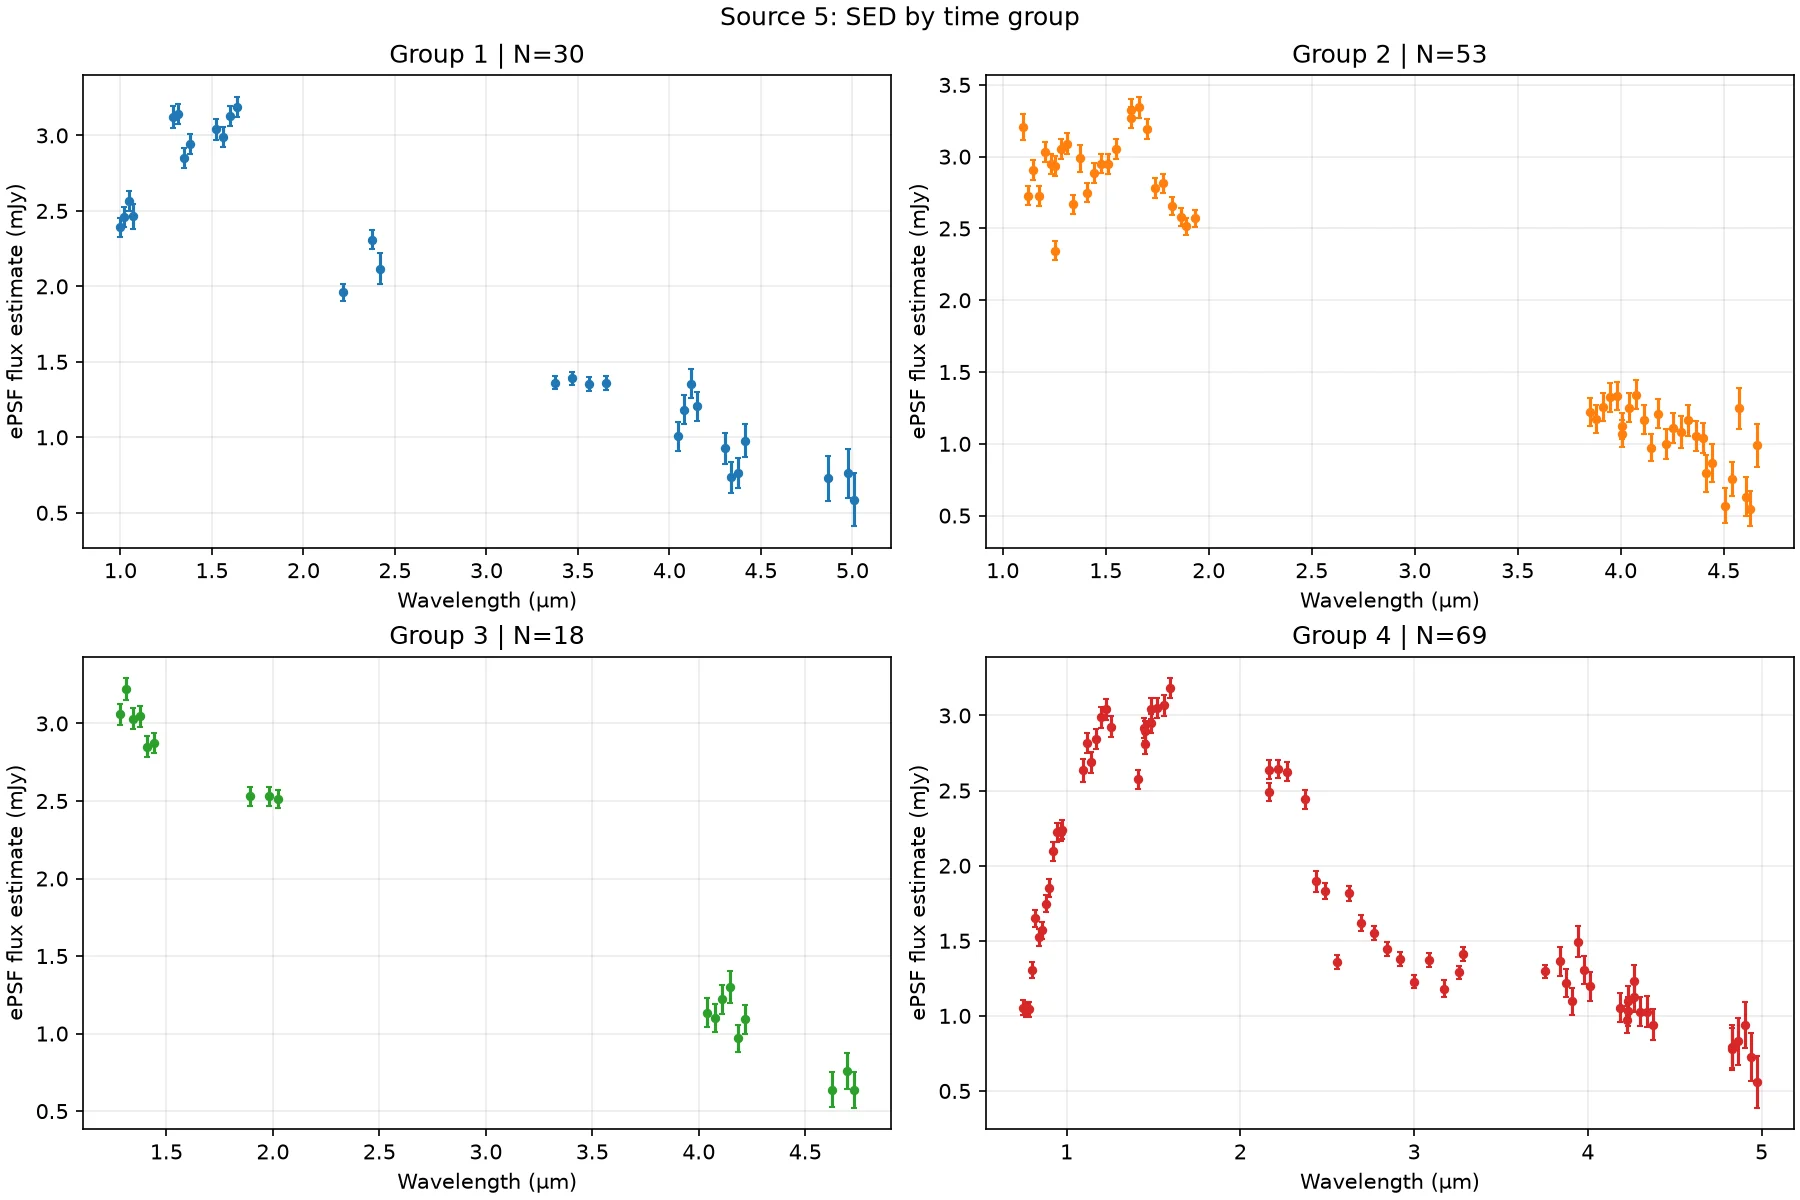 Source 5: SED by time group
Group 1 | N=30
ePSF flux estimate (mJy)
3.0
2.5
2.0
1.5
1.0
0.5
1.0 1.5 2.0 2.5 3.0 3.5 4.0 4.5 5.0
Wavelength (μm)
Group 2 | N=53
ePSF flux estimate (mJy)
3.5
3.0
2.5
2.0
1.5
1.0
0.5
1.0 1.5 2.0 2.5 3.0 3.5 4.0 4.5
Wavelength (μm)
Group 3 | N=18
ePSF flux estimate (mJy)
3.0
2.5
2.0
1.5
1.0
0.5
1.5 2.0 2.5 3.0 3.5 4.0 4.5
Wavelength (μm)
Group 4 | N=69
ePSF flux estimate (mJy)
3.0
2.5
2.0
1.5
1.0
0.5
1 2 3 4 5
Wavelength (μm)